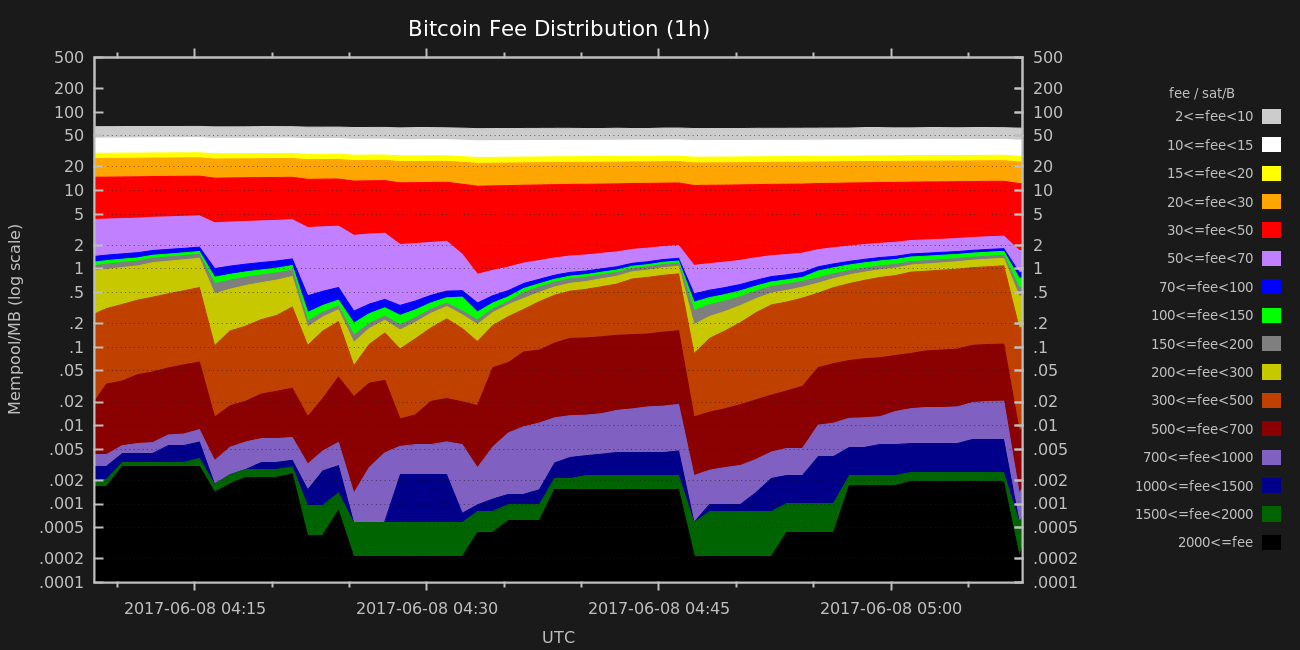 Bitcoin Fee Distribution (1h)
500
200
100
50
20
10
5
2
1
.5
.2
.1
.05
.02
.01
.005
.002
.001
.0005
.0002
.0001
Mempool/MB (log scale)
500
200
100
50
20
10
5
2
1
.5
.2
.1
.05
.02
.01
.005
.002
.001
.0005
.0002
.0001
2017-06-08 04:15 2017-06-08 04:30 2017-06-08 04:45 2017-06-08 05:00
UTC
fee / sat/B
2<=fee<10
10<=fee<15
15<=fee<20
20<=fee<30
30<=fee<50
50<=fee<70
70<=fee<100
100<=fee<150
150<=fee<200
200<=fee<300
300<=fee<500
500<=fee<700
700<=fee<1000
1000<=fee<1500
1500<=fee<2000
2000<=fee